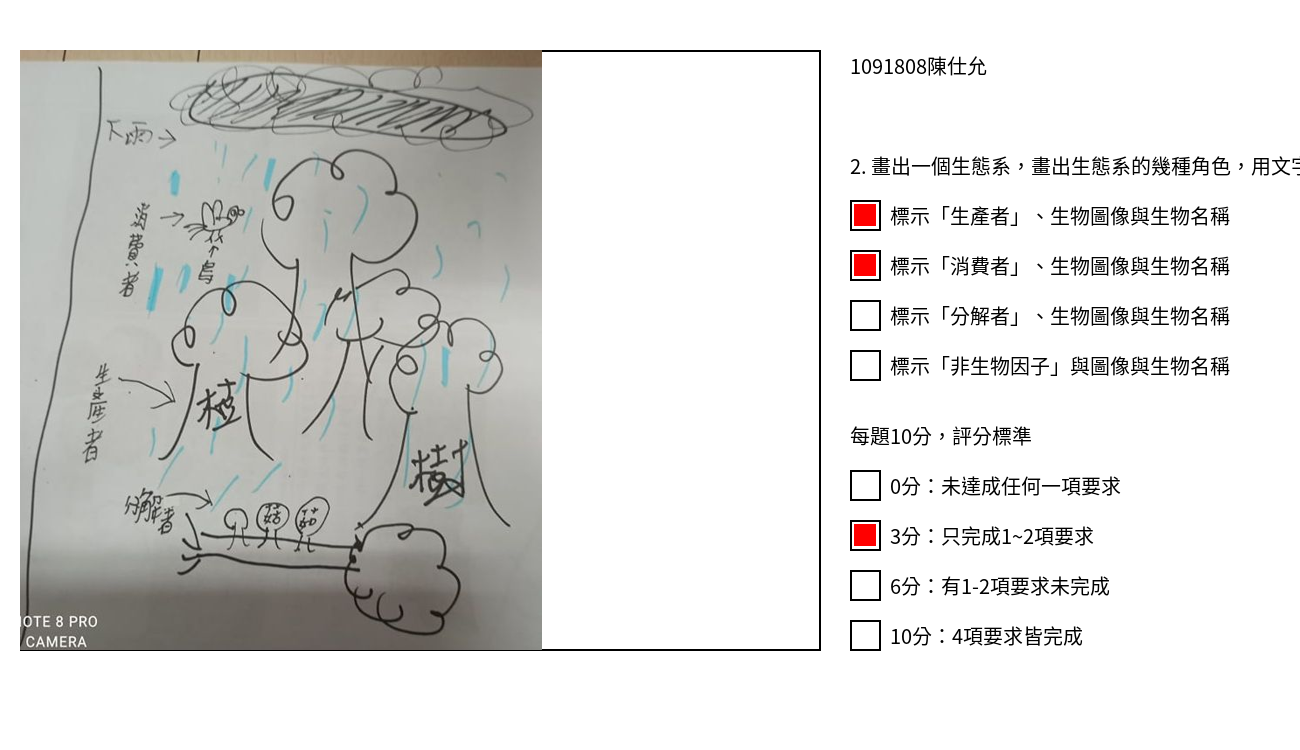 下雨
消費者
鳥
生產者
植
樹
分解者
菇
菇
NOTE 8 PRO
CAMERA
1091808陳仕允
2. 畫出一個生態系，畫出生態系的幾種角色，用文字
標示「生產者」、生物圖像與生物名稱
標示「消費者」、生物圖像與生物名稱
標示「分解者」、生物圖像與生物名稱
標示「非生物因子」與圖像與生物名稱
每題10分，評分標準
0分：未達成任何一項要求
3分：只完成1~2項要求
6分：有1-2項要求未完成
10分：4項要求皆完成